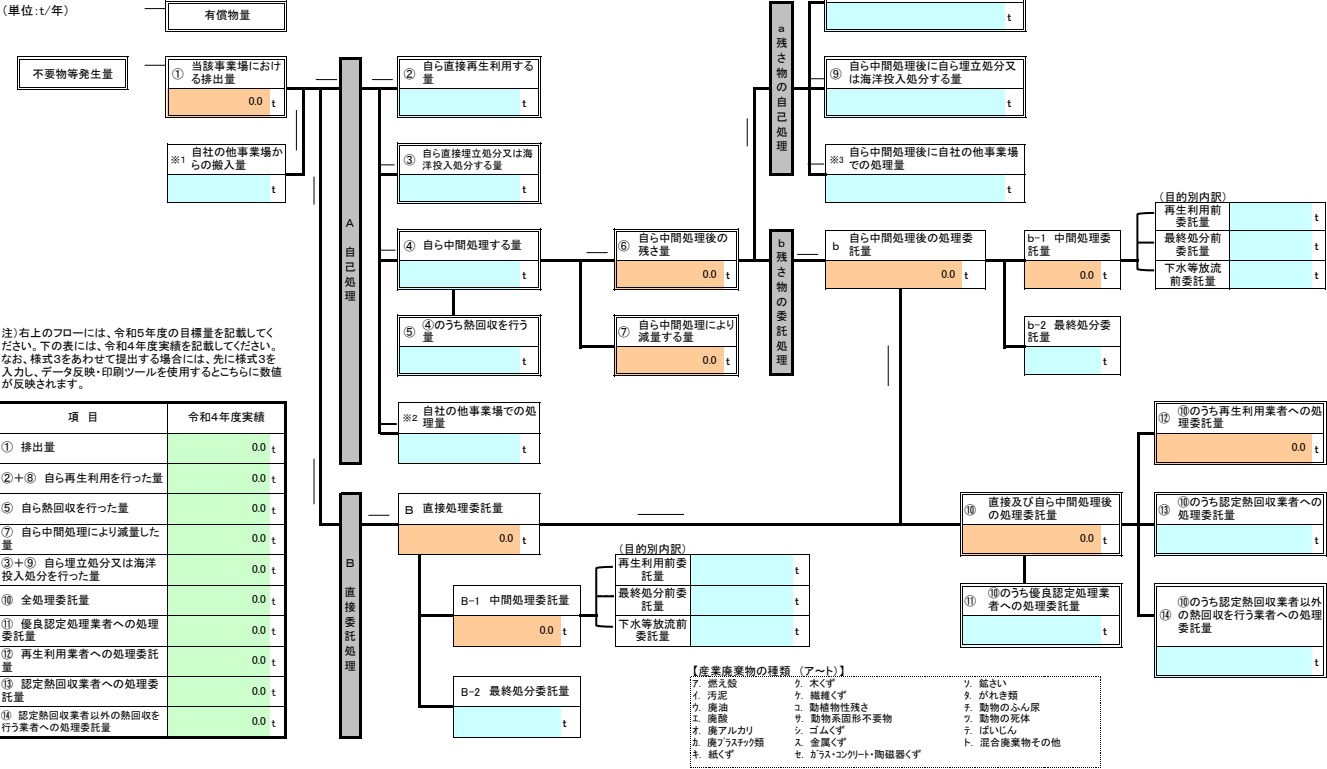 (単位:t/年)
有償物量
t
不要物等発生量
① 当該事業場におけ
る排出量
0.0 t
※1 自社の他事業場か
らの搬入量
t
A 自己処理
② 自ら直接再生利用する
量
t
③ 自ら直接埋立処分又は海
洋投入処分する量
t
④ 自ら中間処理する量
t
⑤ ④のうち熱回収を行う
量
t
※2 自社の他事業場での処
理量
t
⑥ 自ら中間処理後の
残さ量
0.0 t
⑦ 自ら中間処理により
減量する量
0.0 t
a 残さ物の自己処理
⑨ 自ら中間処理後に自ら埋立処分又
は海洋投入処分する量
t
※3 自ら中間処理後に自社の他事業場
での処理量
t
b 残さ物の委託処理
b 自ら中間処理後の処理委
託量
0.0 t
b-1 中間処理委
託量
0.0 t
b-2 最終処分委
託量
t
(目的別内訳)
再生利用前
委託量
t
最終処分前
委託量
t
下水等放流
前委託量
t
注)右上のフローには、令和5年度の目標量を記載してく
ださい。下の表には、令和4年度実績を記載してください。
なお、様式3をあわせて提出する場合には、先に様式3を
入力し、データ反映・印刷ツールを使用するとこちらに数値
が反映されます。
項 目 令和4年度実績
① 排出量 0.0 t
②+⑧ 自ら再生利用を行った量 0.0 t
⑤ 自ら熱回収を行った量 0.0 t
⑦ 自ら中間処理により減量した
量 0.0 t
③+⑨ 自ら埋立処分又は海洋
投入処分を行った量 0.0 t
⑩ 全処理委託量 0.0 t
⑪ 優良認定処理業者への処理
委託量 0.0 t
⑫ 再生利用業者への処理委託
量 0.0 t
⑬ 認定熱回収業者への処理委
託量 0.0 t
⑭ 認定熱回収業者以外の熱回収を
行う業者への処理委託量 0.0 t
B 直接委託処理
B 直接処理委託量
0.0 t
B-1 中間処理委託量
0.0 t
B-2 最終処分委託量
t
(目的別内訳)
再生利用前委
託量
t
最終処分前委
託量
t
下水等放流前
委託量
t
⑩ 直接及び自ら中間処理後
の処理委託量
0.0 t
⑪ ⑩のうち優良認定処理業
者への処理委託量
t
⑫ ⑩のうち再生利用業者への処
理委託量
0.0 t
⑬ ⑩のうち認定熱回収業者への
処理委託量
t
⑭ ⑩のうち認定熱回収業者以外
の熱回収を行う業者への処理
委託量
t
【産業廃棄物の種類 (ア~ト)】
ア. 燃え殻 ク. 木くず ソ. 鉱さい
イ. 汚泥 ケ. 繊維くず タ. がれき類
ウ. 廃油 コ. 動植物性残さ チ. 動物のふん尿
エ. 廃酸 サ. 動物系固形不要物 ツ. 動物の死体
オ. 廃アルカリ シ. ゴムくず テ. ばいじん
カ. 廃プラスチック類 ス. 金属くず ト. 混合廃棄物その他
キ. 紙くず セ. ガラス・コンクリート・陶磁器くず